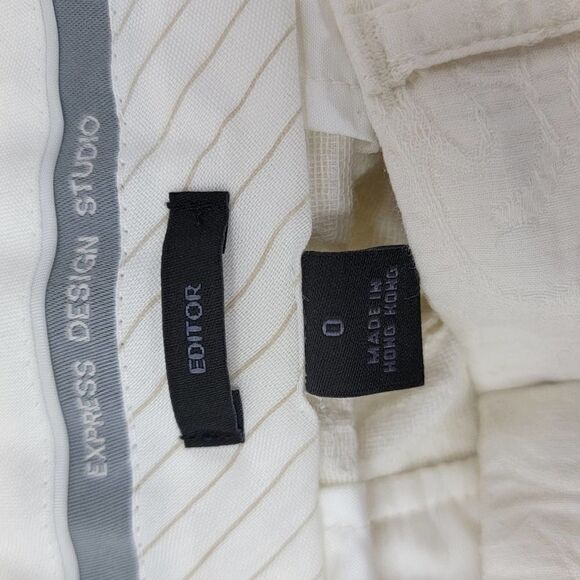 EXPRESS DESIGN STUDIO
EDITOR
0
MADE IN
HONG KONG